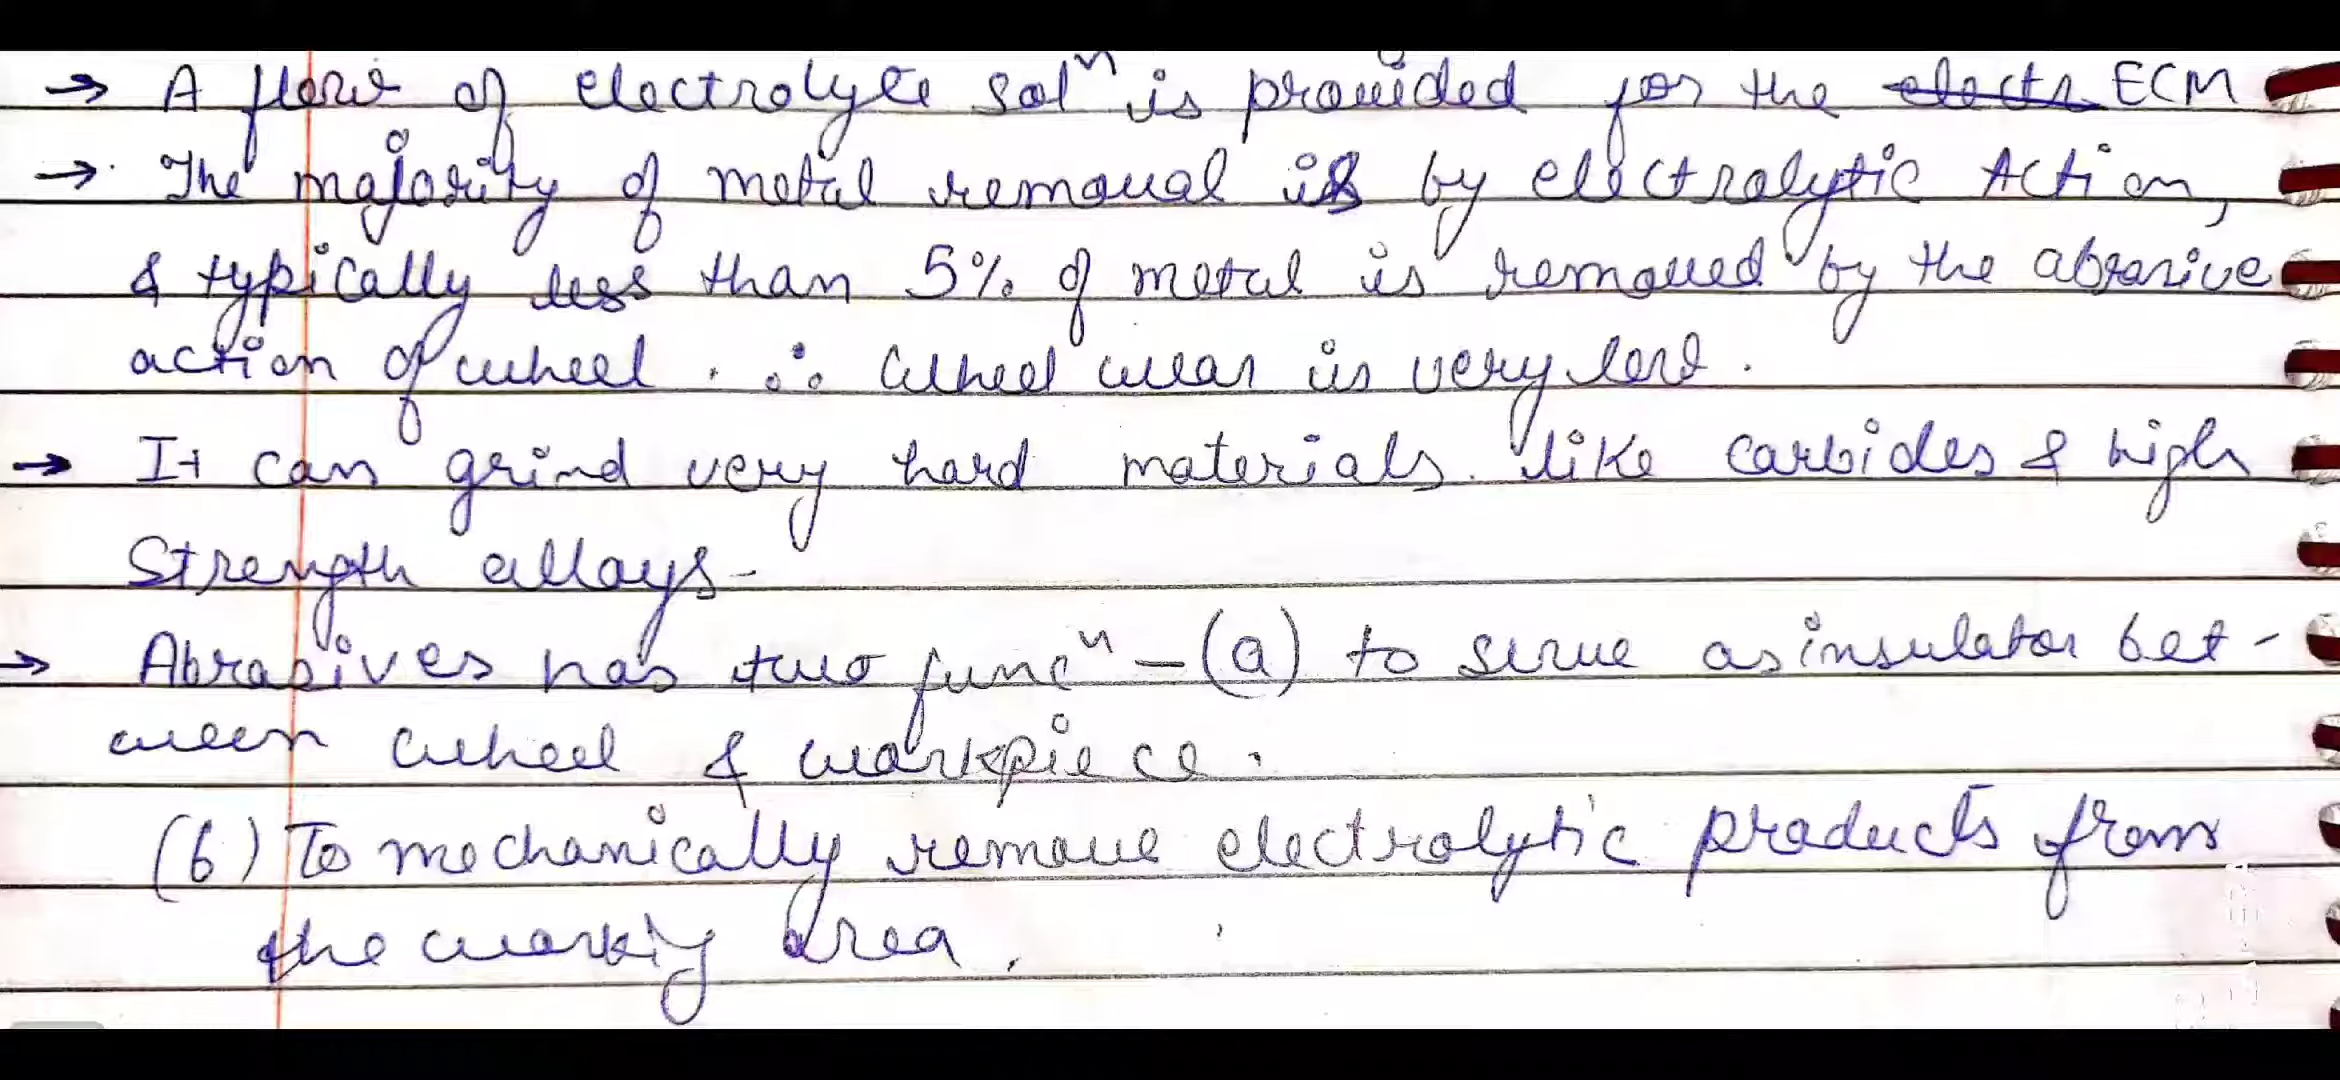 → A flow of electrolyte solⁿ is provided for the ECM
→ The majority of metal removal is by electrolytic Action,
& typically less than 5% of metal is removed by the abrasive
action of wheel. ∴ Wheel wear is very low.
→ It can grind very hard materials like carbides & high
Strength alloys-
→ Abrasives has two funcⁿ - (a) to serve as insulator bet-
ween wheel & workpiece.
(b) To mechanically remove electrolytic products from
the working area.